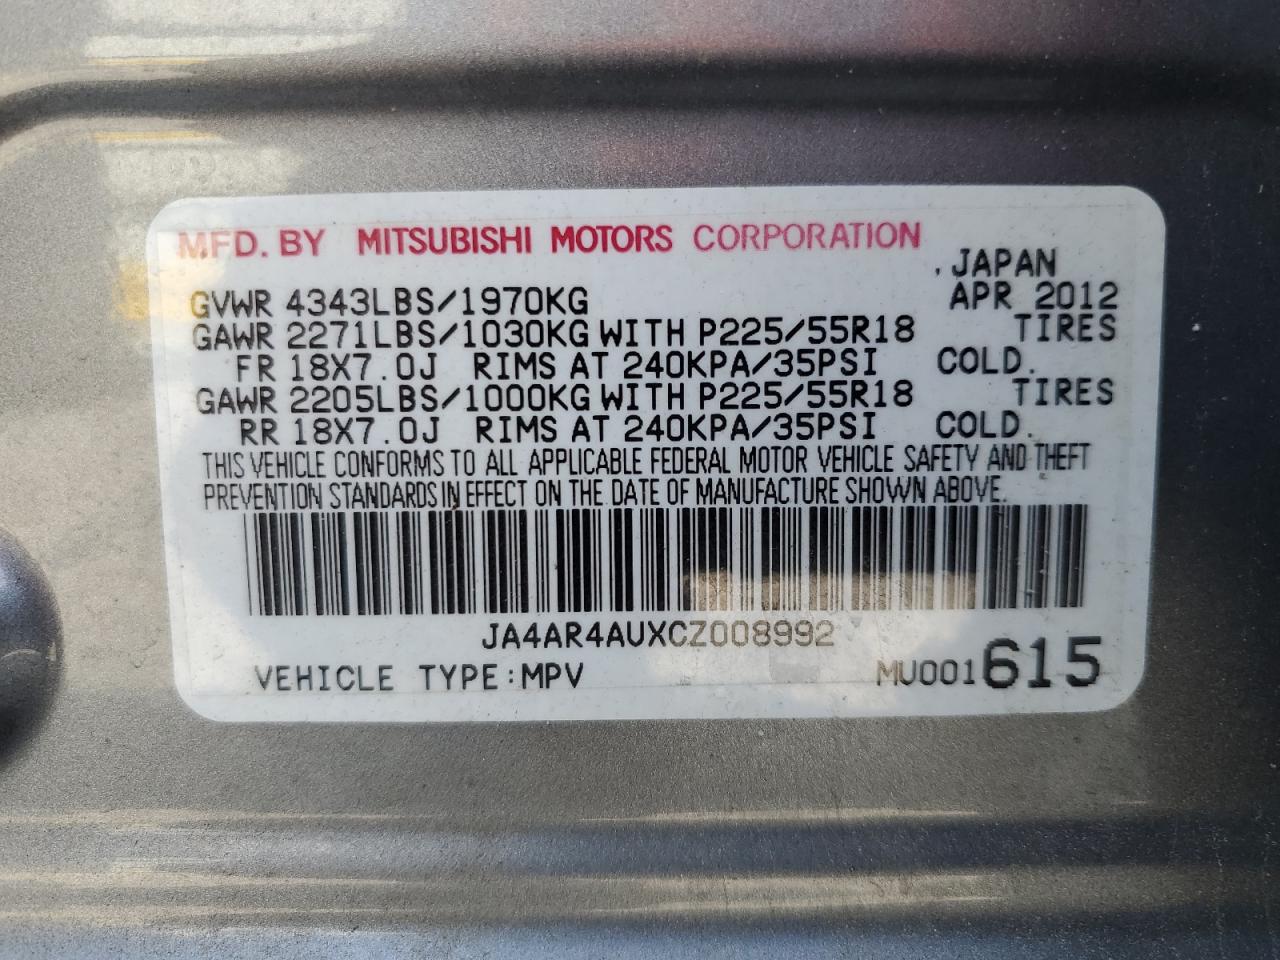 MFD. BY MITSUBISHI MOTORS CORPORATION
JAPAN
GVWR 4343LBS/1970KG APR 2012
GAWR 2271LBS/1030KG WITH P225/55R18 TIRES
FR 18X7.0J RIMS AT 240KPA/35PSI COLD.
GAWR 2205LBS/1000KG WITH P225/55R18 TIRES
RR 18X7.0J RIMS AT 240KPA/35PSI COLD.
THIS VEHICLE CONFORMS TO ALL APPLICABLE FEDERAL MOTOR VEHICLE SAFETY AND THEFT
PREVENTION STANDARDS IN EFFECT ON THE DATE OF MANUFACTURE SHOWN ABOVE.
JA4AR4AUXCZ008992
VEHICLE TYPE:MPV MU001615